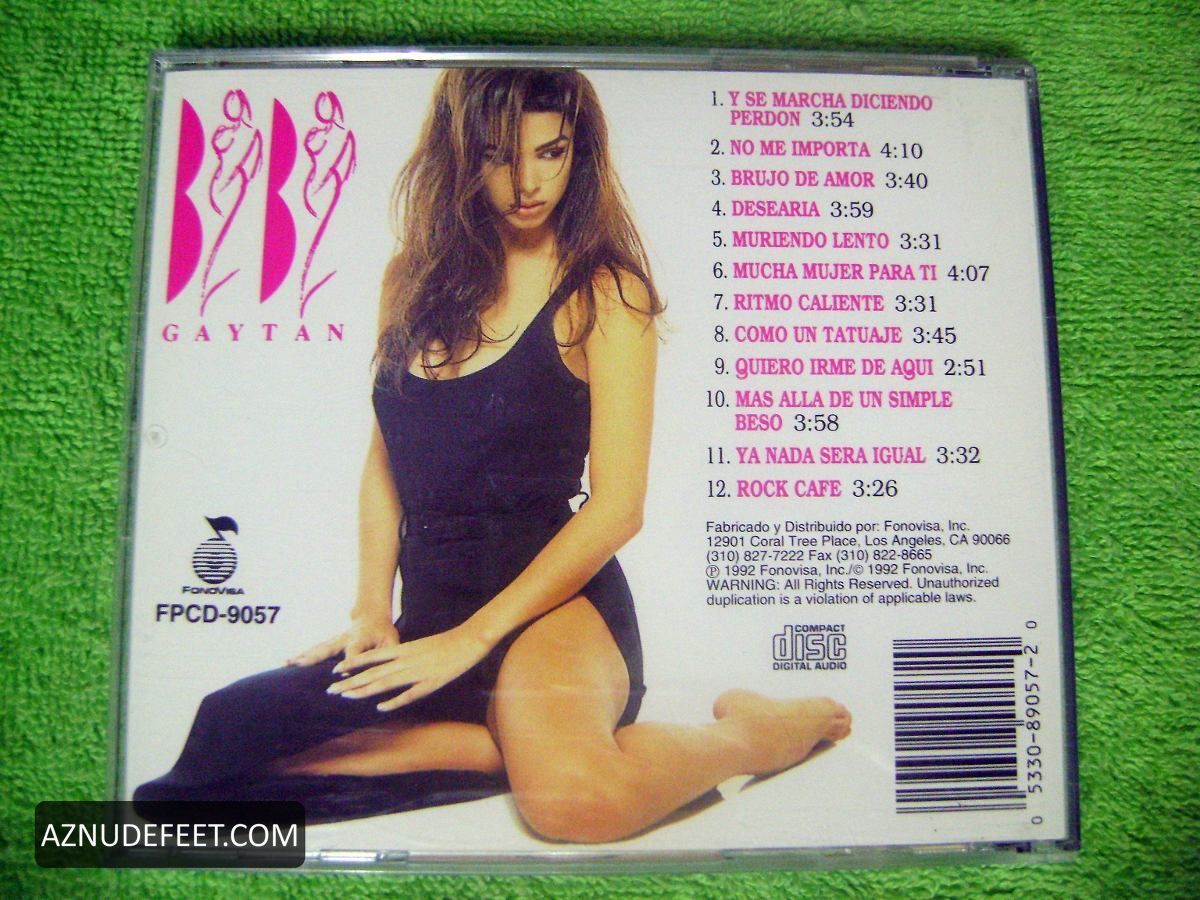 BIBI
GAYTAN
1. Y SE MARCHA DICIENDO
PERDON 3:54
2. NO ME IMPORTA 4:10
3. BRUJO DE AMOR 3:40
4. DESEARIA 3:59
5. MURIENDO LENTO 3:31
6. MUCHA MUJER PARA TI 4:07
7. RITMO CALIENTE 3:31
8. COMO UN TATUAJE 3:45
9. QUIERO IRME DE AQUI 2:51
10. MAS ALLA DE UN SIMPLE
BESO 3:58
11. YA NADA SERA IGUAL 3:32
12. ROCK CAFE 3:26
Fabricado y Distribuido por: Fonovisa, Inc.
12901 Coral Tree Place, Los Angeles, CA 90066
(310) 827-7222 Fax (310) 822-8665
℗ 1992 Fonovisa, Inc./© 1992 Fonovisa, Inc.
WARNING: All Rights Reserved. Unauthorized
duplication is a violation of applicable laws.
FONOVISA
FPCD-9057
COMPACT
disc
DIGITAL AUDIO
0 5330-89057-2 0
AZNUDEFEET.COM